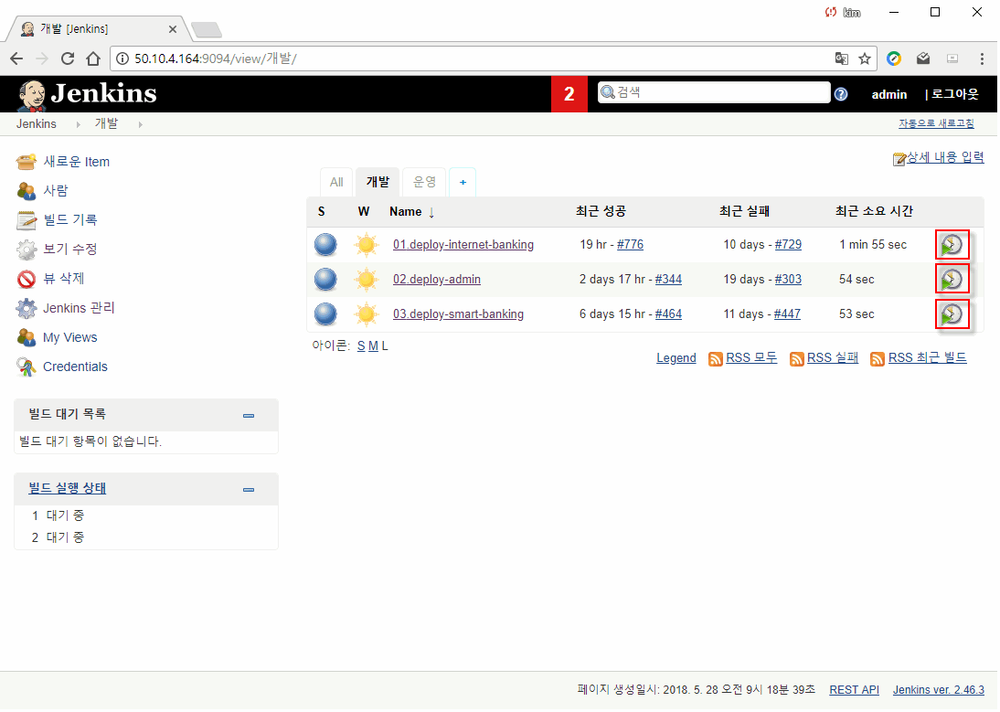 개발 [Jenkins]
kim
50.10.4.164:9094/view/개발/
Jenkins
2
검색
admin
| 로그아웃
Jenkins
개발
자동으로 새로고침
새로운 Item
사람
빌드 기록
보기 수정
뷰 삭제
Jenkins 관리
My Views
Credentials
빌드 대기 목록
빌드 대기 항목이 없습니다.
빌드 실행 상태
1 대기 중
2 대기 중
상세 내용 입력
All 개발 운영 +
S W Name ↓ 최근 성공 최근 실패 최근 소요 시간
01.deploy-internet-banking 19 hr - #776 10 days - #729 1 min 55 sec
02.deploy-admin 2 days 17 hr - #344 19 days - #303 54 sec
03.deploy-smart-banking 6 days 15 hr - #464 11 days - #447 53 sec
아이콘: S M L
Legend RSS 모두 RSS 실패 RSS 최근 빌드
페이지 생성일시: 2018. 5. 28 오전 9시 18분 39초 REST API Jenkins ver. 2.46.3